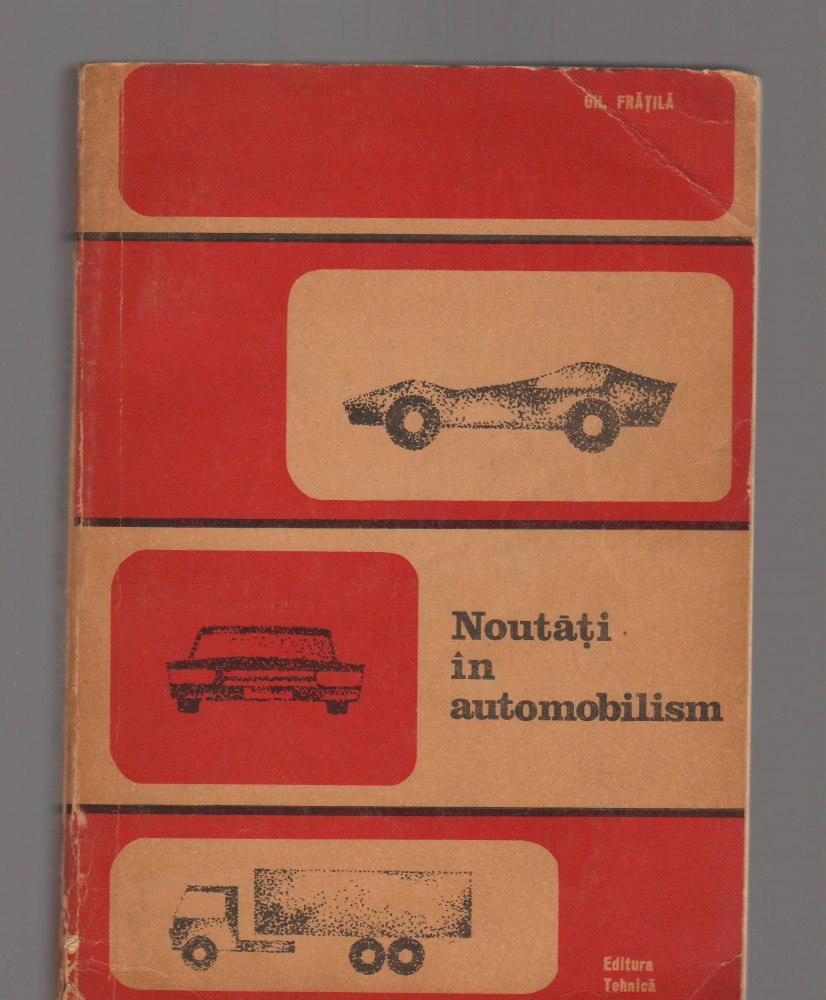 GH. FRĂȚILĂ
Noutăți
în
automobilism
Editura
Tehnică